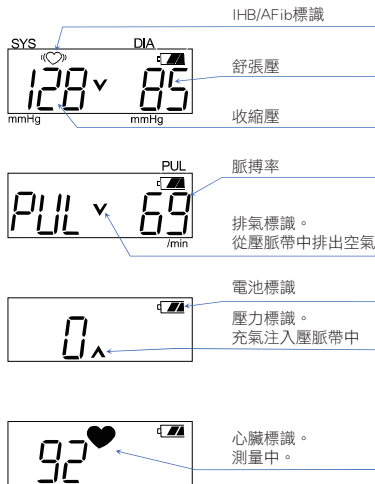 IHB/AFib標識
SYS
DIA
128
85
舒張壓
mmHg
mmHg
收縮壓
PUL
脈搏率
PUL
69
/min
排氣標識。
從壓脈帶中排出空氣
電池標識
0
壓力標識。
充氣注入壓脈帶中
92
心臟標識。
測量中。